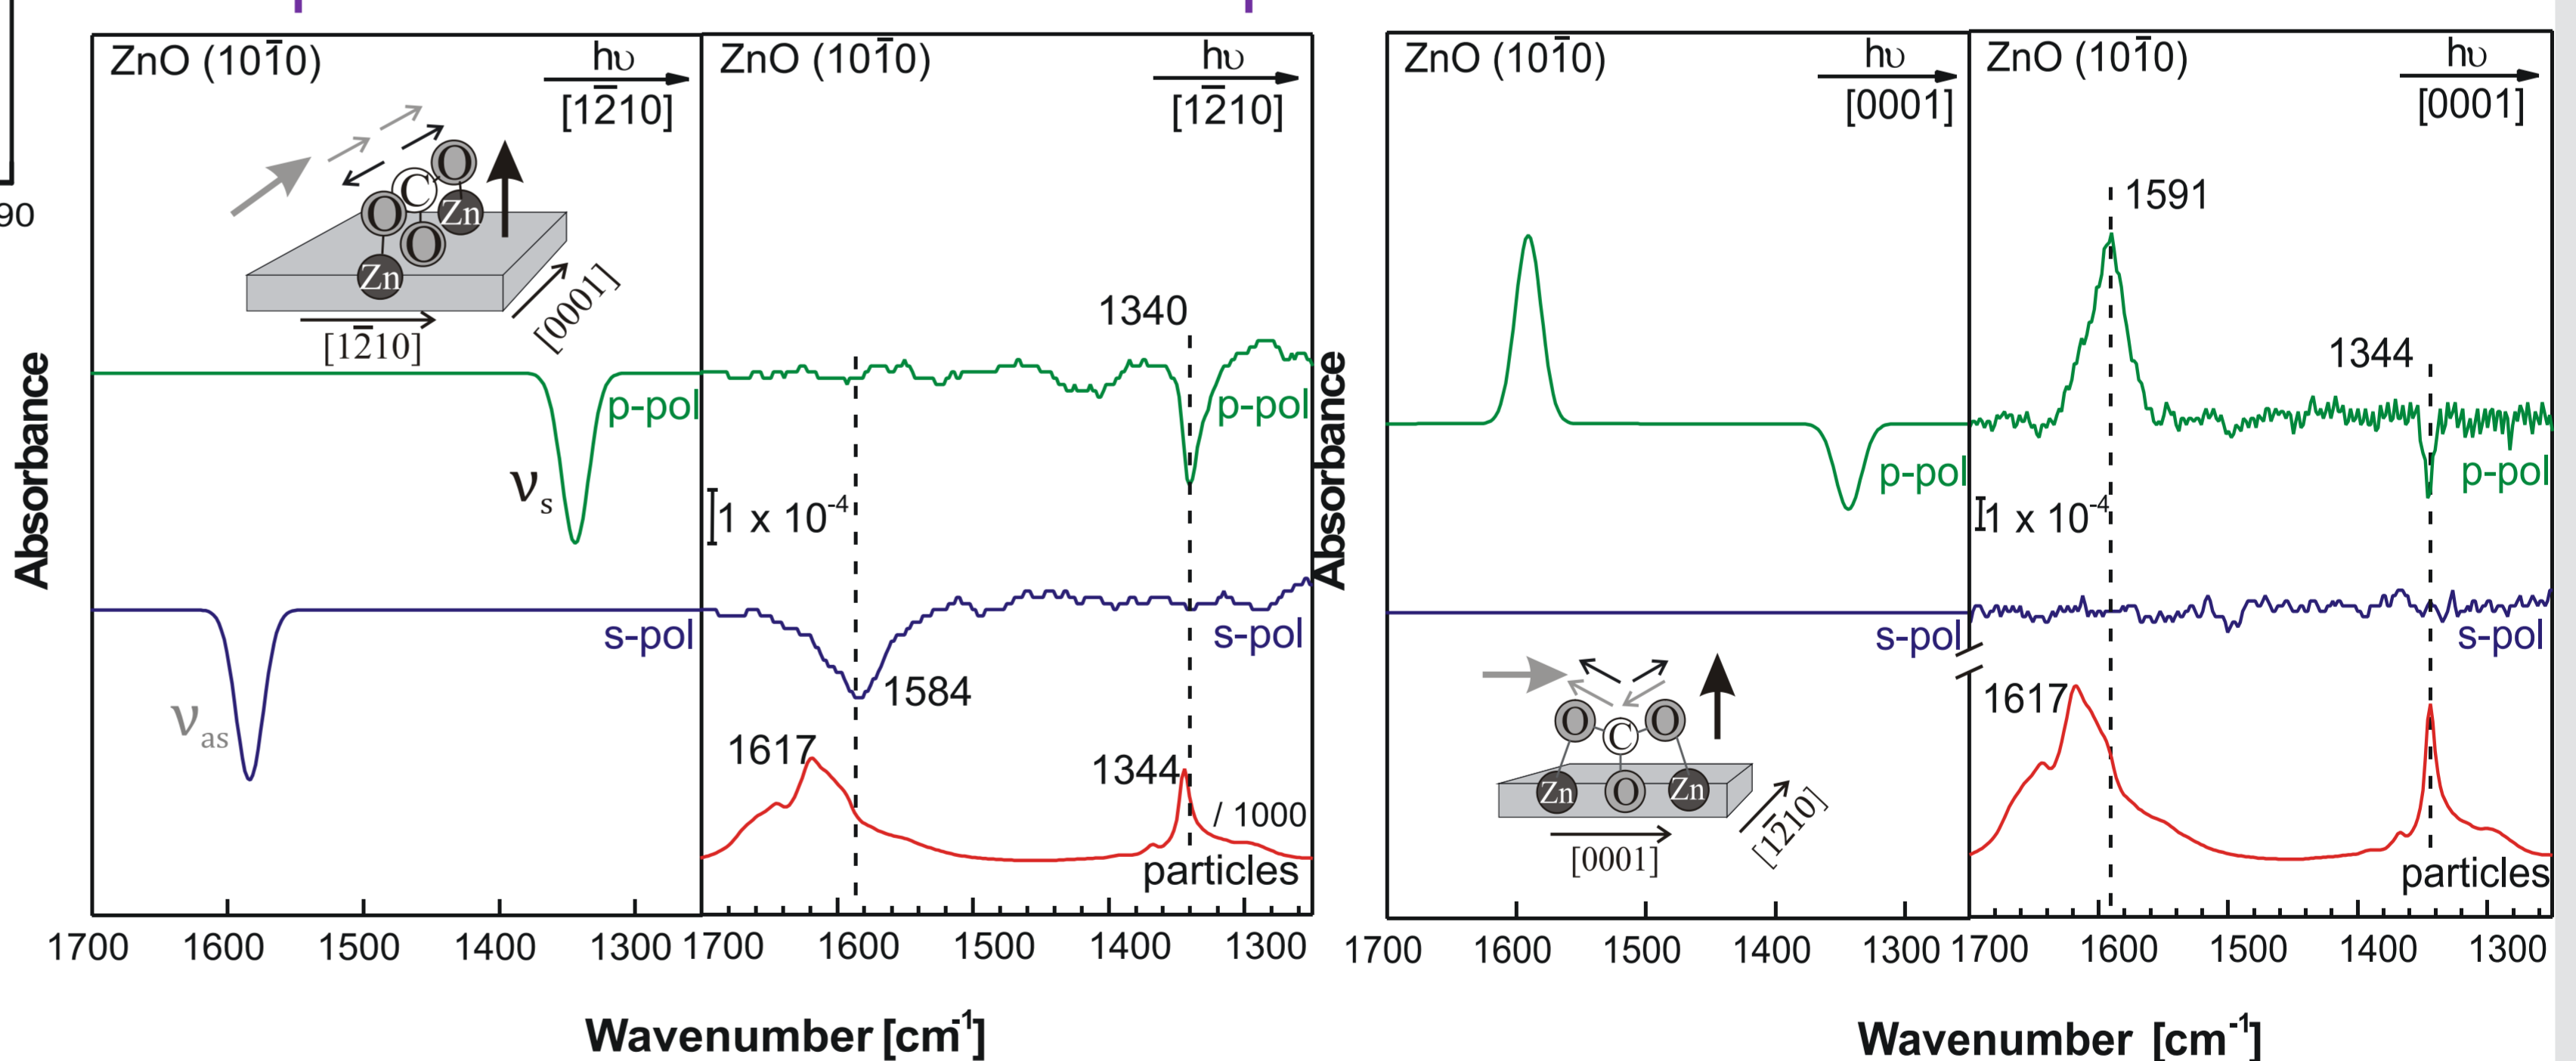 90
ZnO (101̅0)
hυ
[12̅10]
ZnO (101̅0)
hυ
[12̅10]
O
C
O
Zn
O
Zn
[0001]
[12̅10]
1340
p-pol
p-pol
νs
1 x 10-4
s-pol
s-pol
1584
νas
1617
1344
/ 1000
particles
Absorbance
1700 1600 1500 1400 1300 1700 1600 1500 1400 1300
Wavenumber [cm-1]
ZnO (101̅0)
hυ
[0001]
ZnO (101̅0)
hυ
[0001]
1591
1344
p-pol
p-pol
1 x 10-4
s-pol
s-pol
O
C
O
Zn
O
Zn
[0001]
[12̅10]
1617
particles
Absorbance
1700 1600 1500 1400 1300 1700 1600 1500 1400 1300
Wavenumber [cm-1]